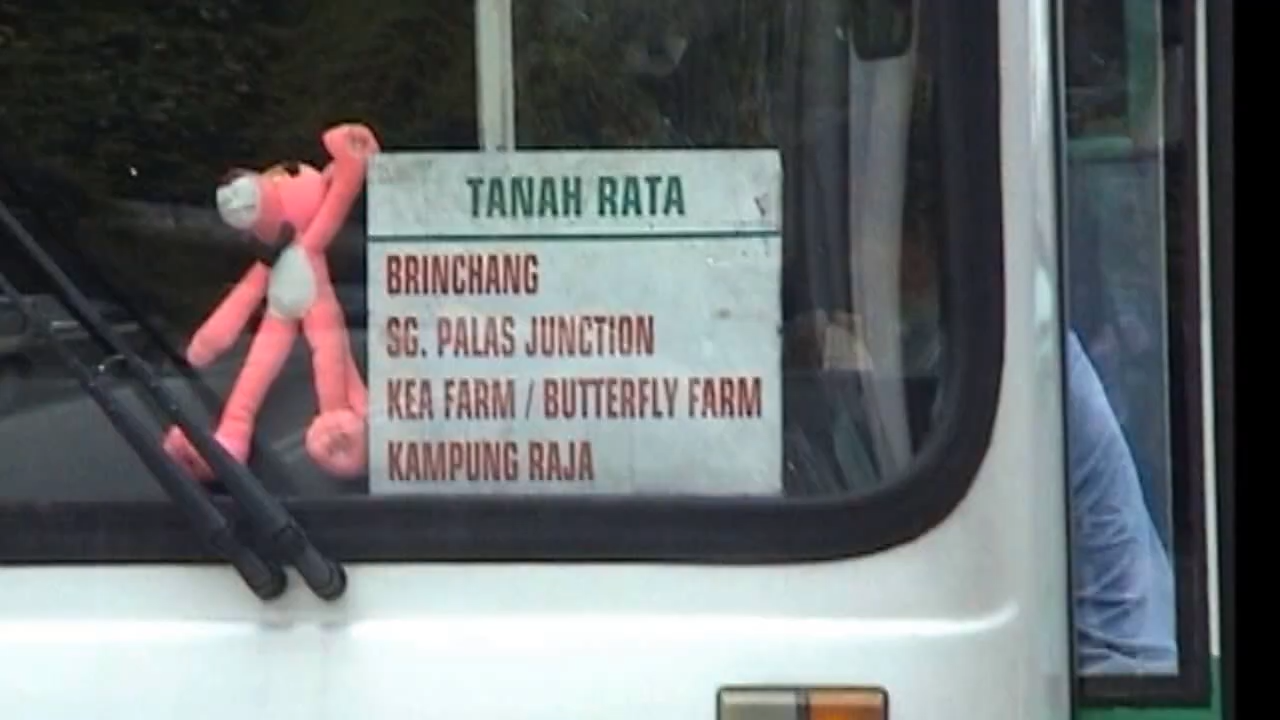 TANAH RATA
BRINCHANG
SG. PALAS JUNCTION
KEA FARM / BUTTERFLY FARM
KAMPUNG RAJA